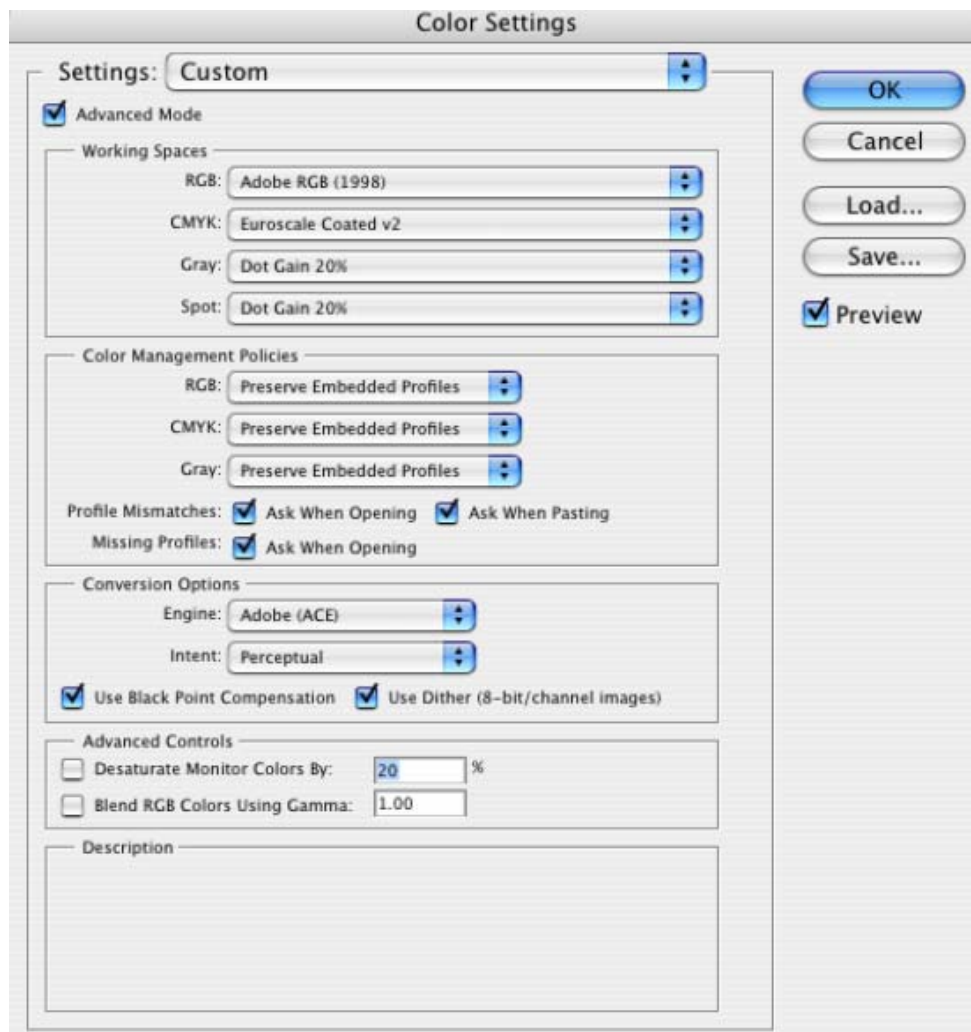 Color Settings
Settings: Custom
OK
Advanced Mode
Cancel
Working Spaces
RGB: Adobe RGB (1998)
Load...
CMYK: Euroscale Coated v2
Save...
Gray: Dot Gain 20%
Spot: Dot Gain 20%
Preview
Color Management Policies
RGB: Preserve Embedded Profiles
CMYK: Preserve Embedded Profiles
Gray: Preserve Embedded Profiles
Profile Mismatches: Ask When Opening Ask When Pasting
Missing Profiles: Ask When Opening
Conversion Options
Engine: Adobe (ACE)
Intent: Perceptual
Use Black Point Compensation Use Dither (8-bit/channel images)
Advanced Controls
Desaturate Monitor Colors By: 20 %
Blend RGB Colors Using Gamma: 1.00
Description